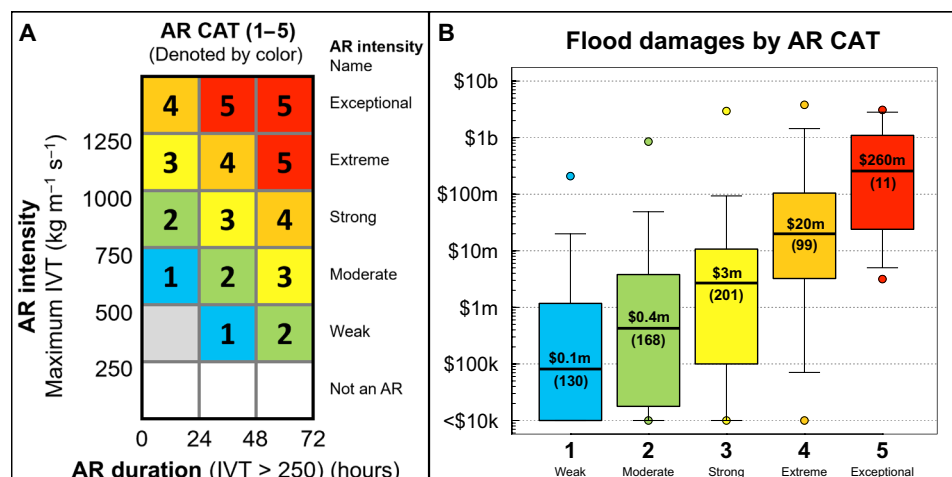 A
AR CAT (1–5)
(Denoted by color)
AR intensity
Name
4 5 5 Exceptional
1250
3 4 5 Extreme
1000
2 3 4 Strong
750
1 2 3 Moderate
500
1 2 Weak
250
Not an AR
0 24 48 72
AR duration (IVT > 250) (hours)
AR intensity
Maximum IVT (kg m⁻¹ s⁻¹)
B
Flood damages by AR CAT
$10b
$1b
$100m
$10m
$1m
$100k
<$10k
$0.1m
(130)
$0.4m
(168)
$3m
(201)
$20m
(99)
$260m
(11)
1 2 3 4 5
Weak Moderate Strong Extreme Exceptional